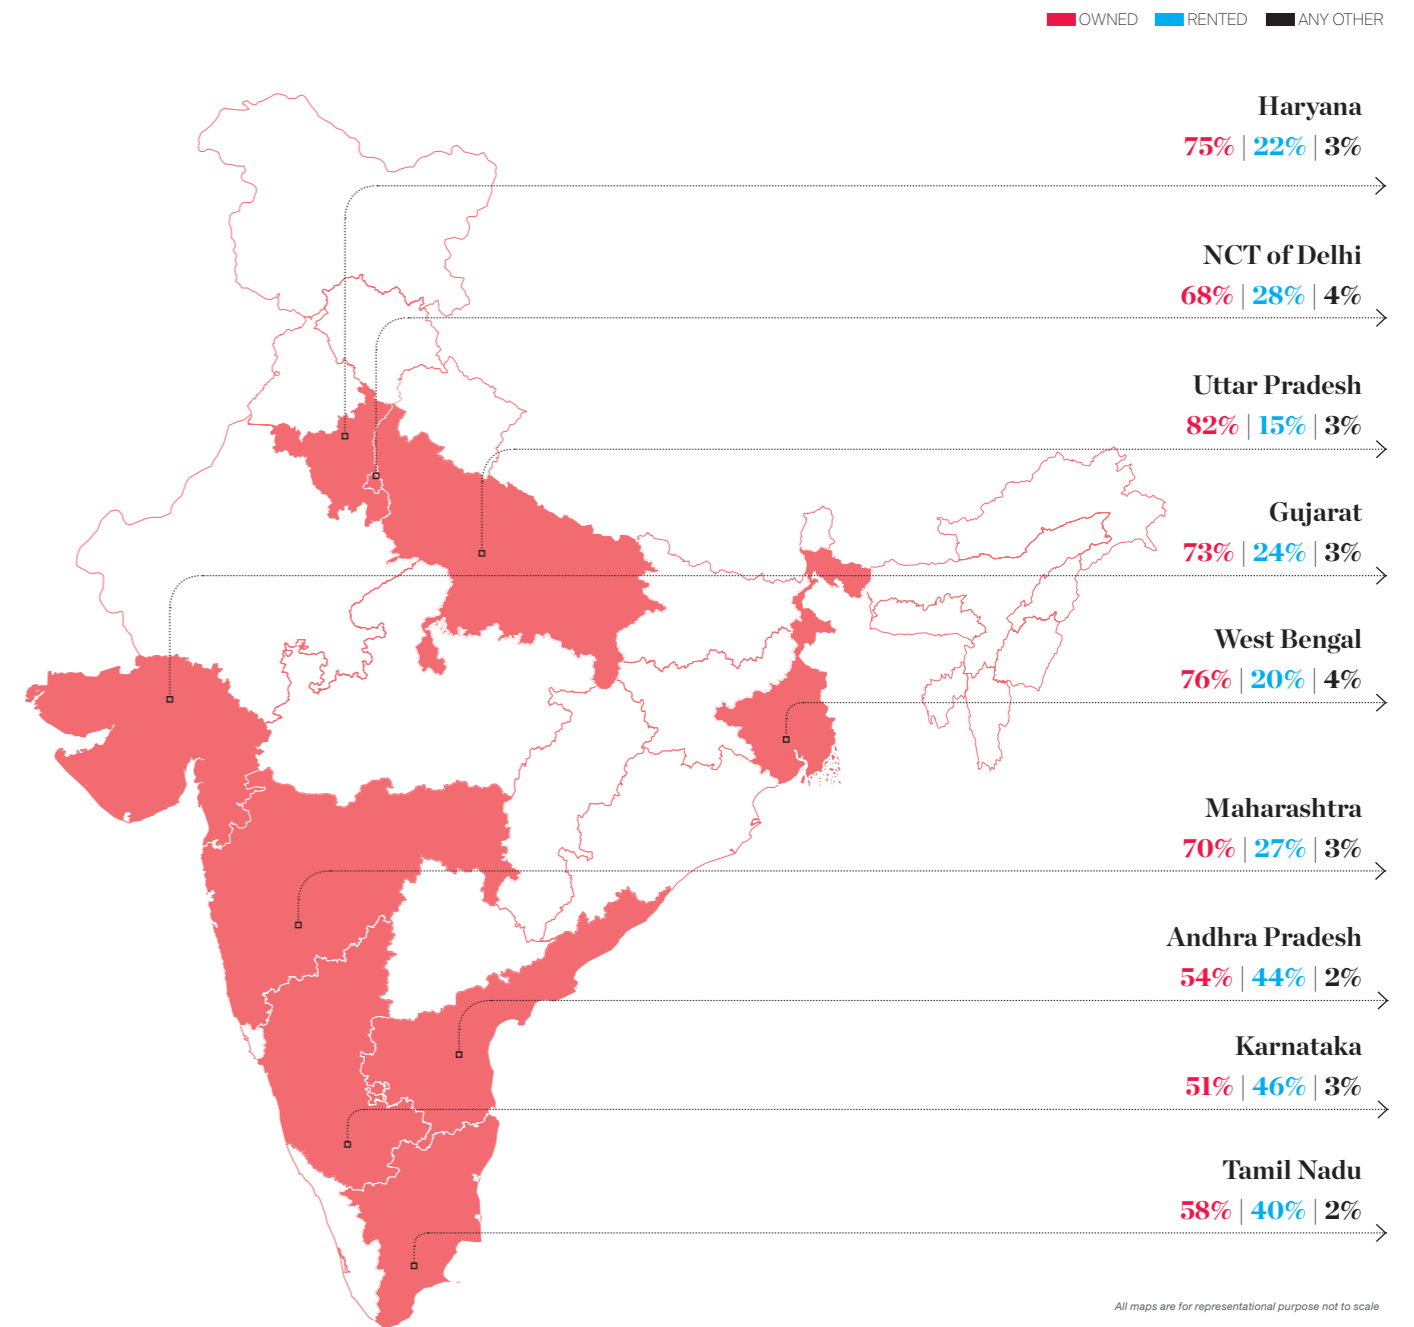 OWNED RENTED ANY OTHER
Haryana
75% | 22% | 3%
NCT of Delhi
68% | 28% | 4%
Uttar Pradesh
82% | 15% | 3%
Gujarat
73% | 24% | 3%
West Bengal
76% | 20% | 4%
Maharashtra
70% | 27% | 3%
Andhra Pradesh
54% | 44% | 2%
Karnataka
51% | 46% | 3%
Tamil Nadu
58% | 40% | 2%
All maps are for representational purpose not to scale